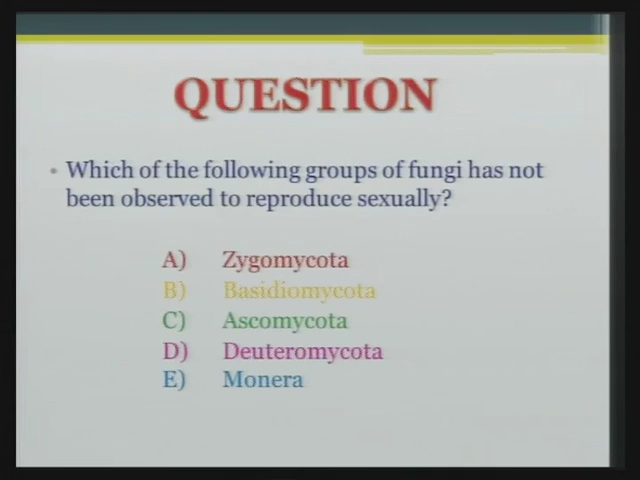 QUESTION
• Which of the following groups of fungi has not
been observed to reproduce sexually?
A) Zygomycota
B) Basidiomycota
C) Ascomycota
D) Deuteromycota
E) Monera